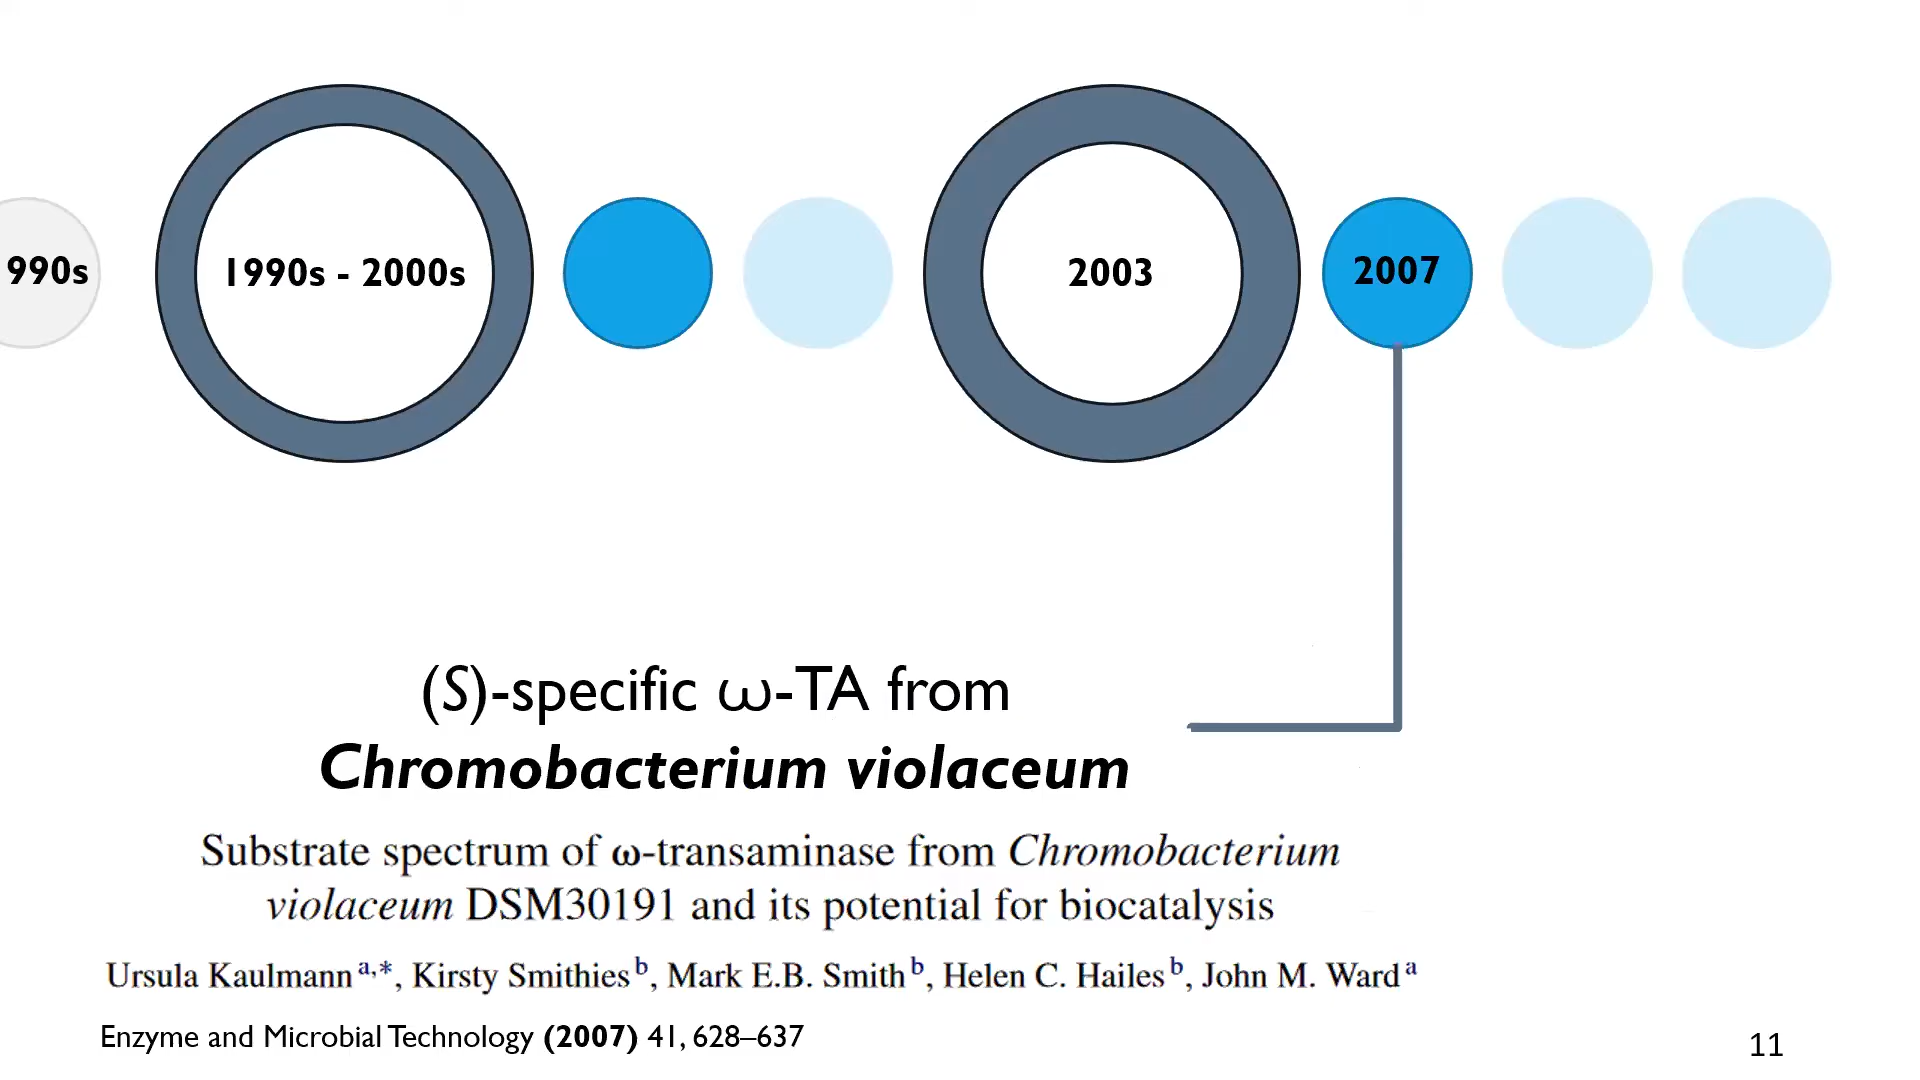 990s
1990s - 2000s
2003
2007
(S)-specific ω-TA from
Chromobacterium violaceum
Substrate spectrum of ω-transaminase from Chromobacterium
violaceum DSM30191 and its potential for biocatalysis
Ursula Kaulmann a,*, Kirsty Smithies b, Mark E.B. Smith b, Helen C. Hailes b, John M. Ward a
Enzyme and Microbial Technology (2007) 41, 628–637
11